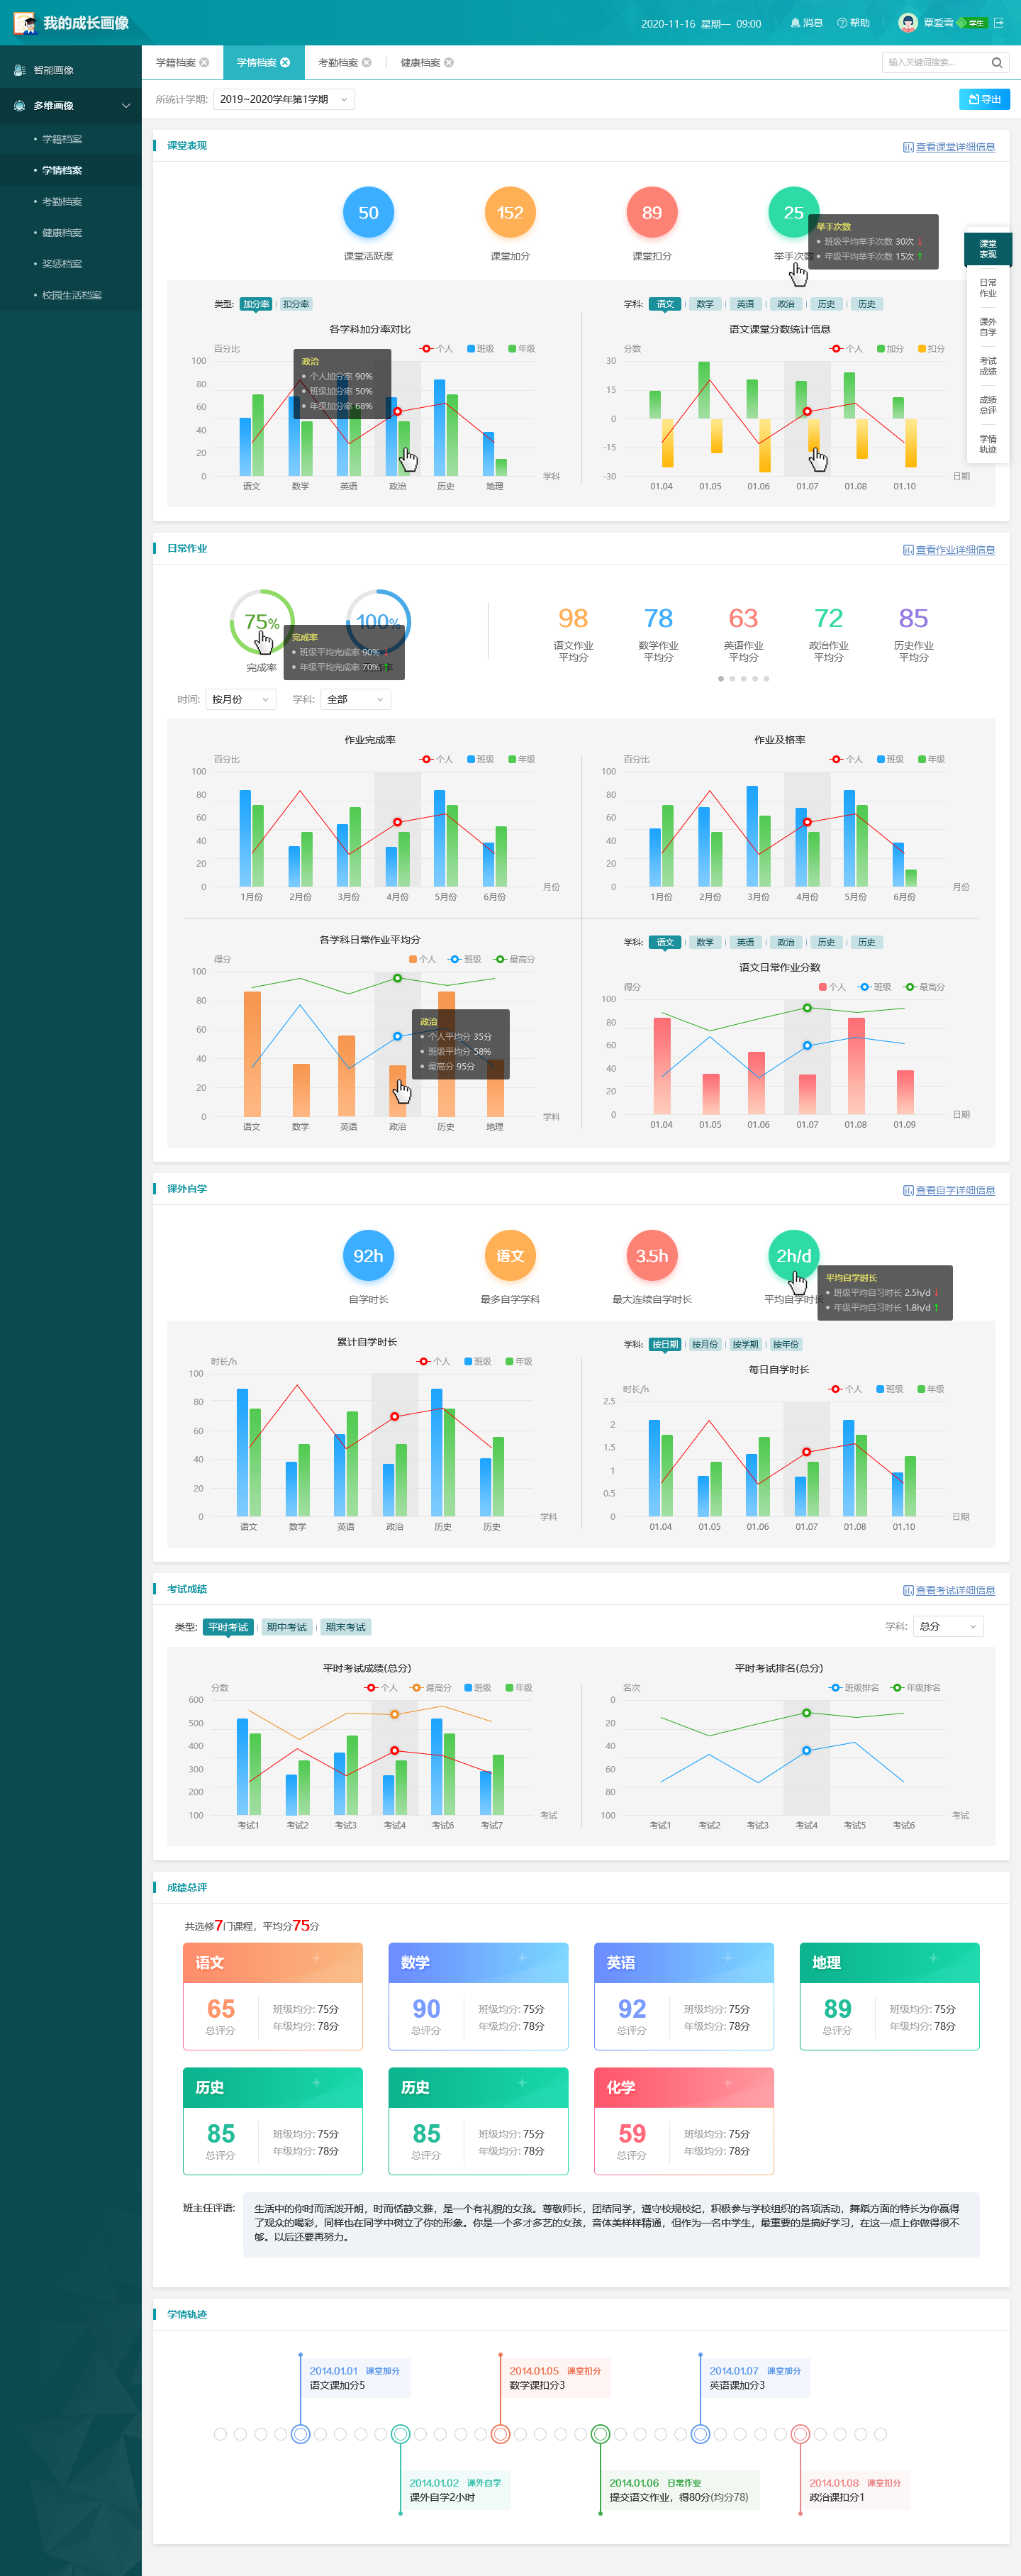 我的成长画像
2020-11-16 星期一 09:00
消息
帮助
覃爱雪
学生
智能画像
多维画像
学籍档案
学情档案
考勤档案
健康档案
奖惩档案
校园生活档案
学籍档案
学情档案
考勤档案
健康档案
输入关键词搜索...
所统计学期: 2019~2020学年第1学期
导出
课堂表现
查看课堂详细信息
50
152
89
25
课堂活跃度
课堂加分
课堂扣分
举手次数
举手次数
班级平均举手次数 30次 ↓
年级平均举手次数 15次 ↑
课堂表现
日常作业
课外自学
考试成绩
成绩总评
学情轨迹
类型: 加分率 扣分率
各学科加分率对比
百分比
个人 班级 年级
100
80
60
40
20
0
政治
个人加分率 90%
班级加分率 50%
年级加分率 68%
语文 数学 英语 政治 历史 地理 学科
学科: 语文 数学 英语 政治 历史 历史
语文课堂分数统计信息
分数
个人 加分 扣分
30
15
0
-15
-30
01.04 01.05 01.06 01.07 01.08 01.10 日期
日常作业
查看作业详细信息
75%
100%
完成率
完成率
班级平均完成率 90% ↓
年级平均完成率 70% ↑
98 78 63 72 85
语文作业平均分
数学作业平均分
英语作业平均分
政治作业平均分
历史作业平均分
时间: 按月份 学科: 全部
作业完成率
百分比
个人 班级 年级
100
80
60
40
20
0
1月份 2月份 3月份 4月份 5月份 6月份 月份
作业及格率
百分比
个人 班级 年级
100
80
60
40
20
0
1月份 2月份 3月份 4月份 5月份 6月份 月份
各学科日常作业平均分
得分
个人 班级 最高分
100
80
60
40
20
0
政治
个人平均分 35分
班级平均分 58%
最高分 95分
语文 数学 英语 政治 历史 地理 学科
学科: 语文 数学 英语 政治 历史 历史
语文日常作业分数
得分
个人 班级 最高分
100
80
60
40
20
0
01.04 01.05 01.06 01.07 01.08 01.09 日期
课外自学
查看自学详细信息
92h
语文
3.5h
2h/d
自学时长
最多自学学科
最大连续自学时长
平均自学时长
平均自学时长
班级平均自习时长 2.5h/d ↓
年级平均自习时长 1.8h/d ↑
累计自学时长
时长/h
个人 班级 年级
100
80
60
40
20
0
语文 数学 英语 政治 历史 历史 学科
学科: 按日期 按月份 按学期 按年份
每日自学时长
时长/h
个人 班级 年级
2.5
2
1.5
1
0.5
0
01.04 01.05 01.06 01.07 01.08 01.10 日期
考试成绩
查看考试详细信息
类型: 平时考试 期中考试 期末考试
学科: 总分
平时考试成绩(总分)
分数
个人 最高分 班级 年级
600
500
400
300
200
100
考试1 考试2 考试3 考试4 考试6 考试7 考试
平时考试排名(总分)
名次
班级排名 年级排名
0
20
40
60
80
100
考试1 考试2 考试3 考试4 考试5 考试6 考试
成绩总评
共选修7门课程，平均分75分
语文
65
总评分
班级均分: 75分
年级均分: 78分
数学
90
总评分
班级均分: 75分
年级均分: 78分
英语
92
总评分
班级均分: 75分
年级均分: 78分
地理
89
总评分
班级均分: 75分
年级均分: 78分
历史
85
总评分
班级均分: 75分
年级均分: 78分
历史
85
总评分
班级均分: 75分
年级均分: 78分
化学
59
总评分
班级均分: 75分
年级均分: 78分
班主任评语:
生活中的你时而活泼开朗，时而恬静文雅，是一个有礼貌的女孩。尊敬师长，团结同学，遵守校规校纪，积极参与学校组织的各项活动，舞蹈方面的特长为你赢得
了观众的喝彩，同样也在同学中树立了你的形象。你是一个多才多艺的女孩，音体美样样精通，但作为一名中学生，最重要的是搞好学习，在这一点上你做得很不
够。以后还要再努力。
学情轨迹
2014.01.01 课堂加分
语文课加分5
2014.01.05 课堂扣分
数学课扣分3
2014.01.07 课堂加分
英语课加分3
2014.01.02 课外自学
课外自学2小时
2014.01.06 日常作业
提交语文作业，得80分(均分78)
2014.01.08 课堂扣分
政治课扣分1